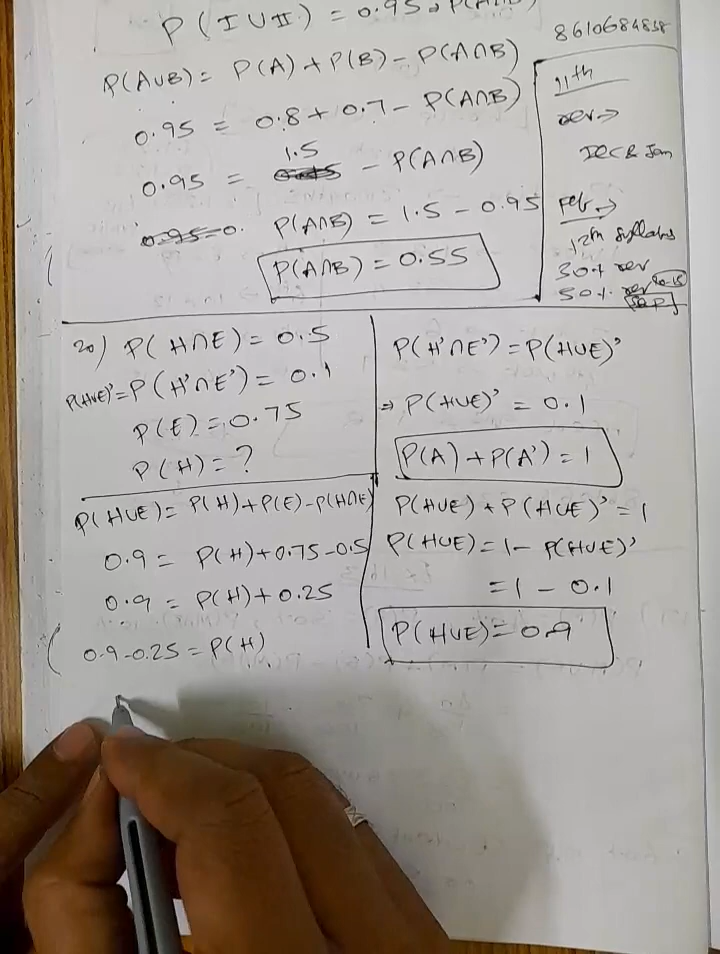 P(I∪II) = 0.95,
P(A∪B) = P(A) + P(B) - P(A∩B)
0.95 = 0.8 + 0.7 - P(A∩B)
1.5
0.95 = - P(A∩B)
P(A∩B) = 1.5 - 0.95
P(A∩B) = 0.55
8610684838
11th
rev →
DEC & Jan
Feb →
12th syllabus
30% rev
50% rev
20) P(H∩E) = 0.5
P(H∪E)' = P(H'∩E') = 0.1
P(E) = 0.75
P(H) = ?
P(H∪E) = P(H) + P(E) - P(H∩E)
0.9 = P(H) + 0.75 - 0.5
0.9 = P(H) + 0.25
0.9 - 0.25 = P(H)
P(H'∩E') = P(H∪E)'
⇒ P(H∪E)' = 0.1
P(A) + P(A') = 1
P(H∪E) + P(H∪E)' = 1
P(H∪E) = 1 - P(H∪E)'
= 1 - 0.1
P(H∪E) = 0.9